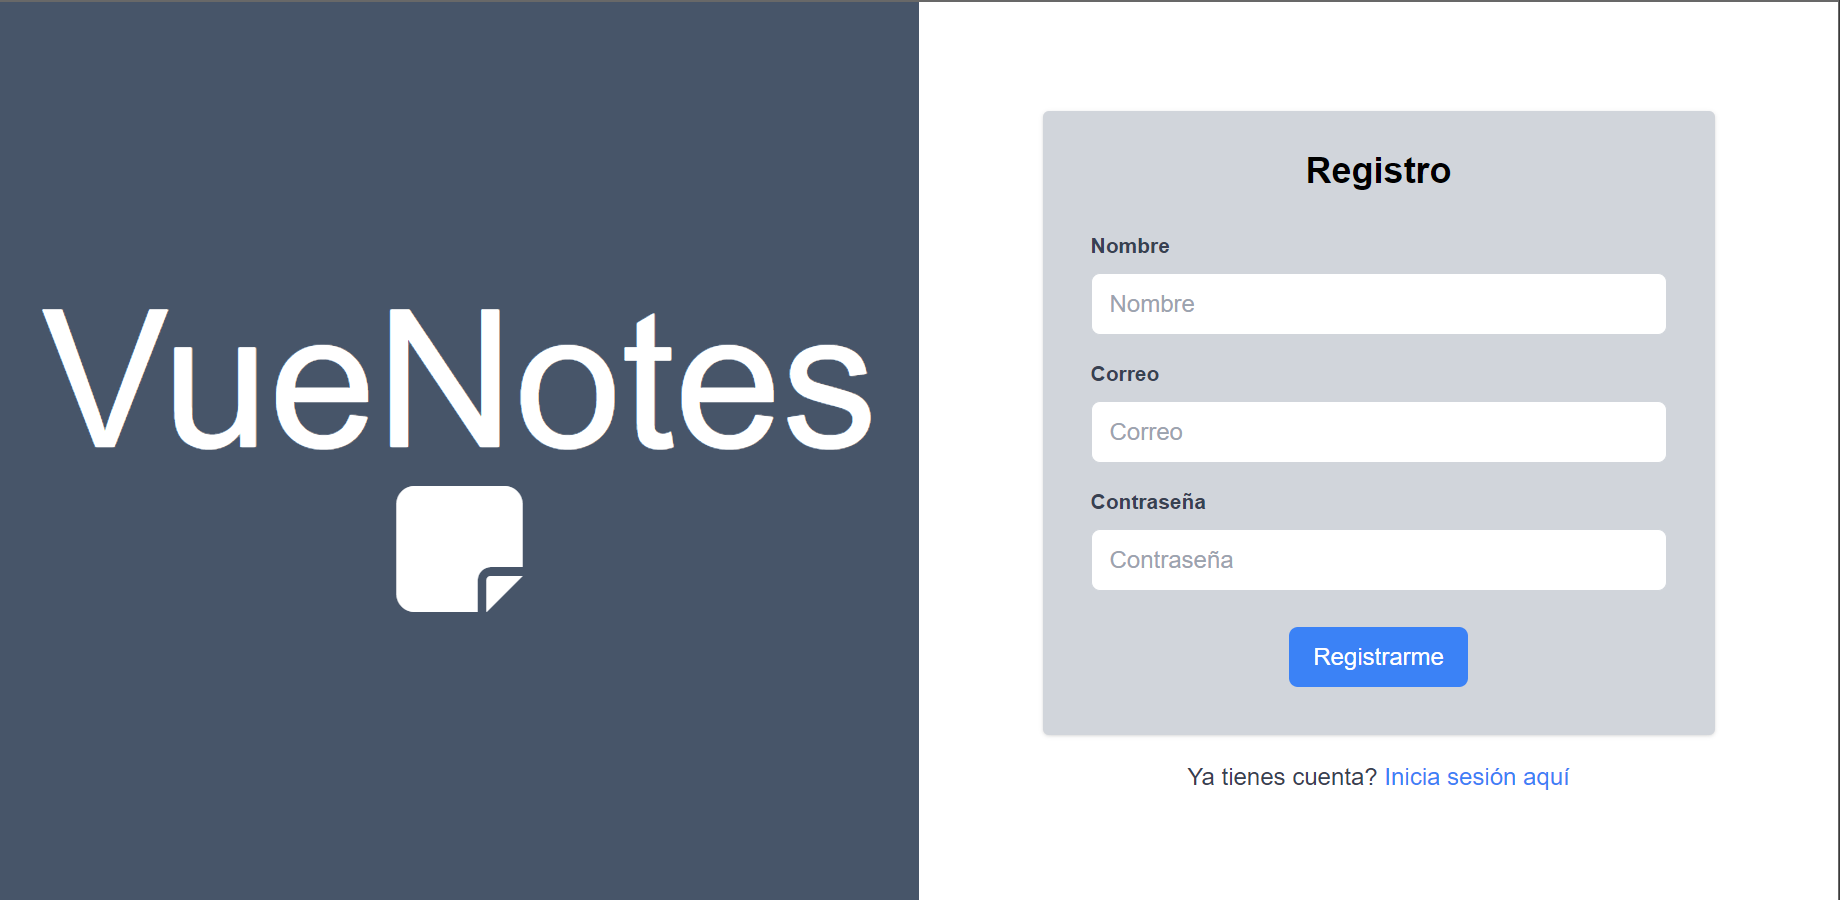 VueNotes
Registro
Nombre
Nombre
Correo
Correo
Contraseña
Contraseña
Registrarme
Ya tienes cuenta? Inicia sesión aquí